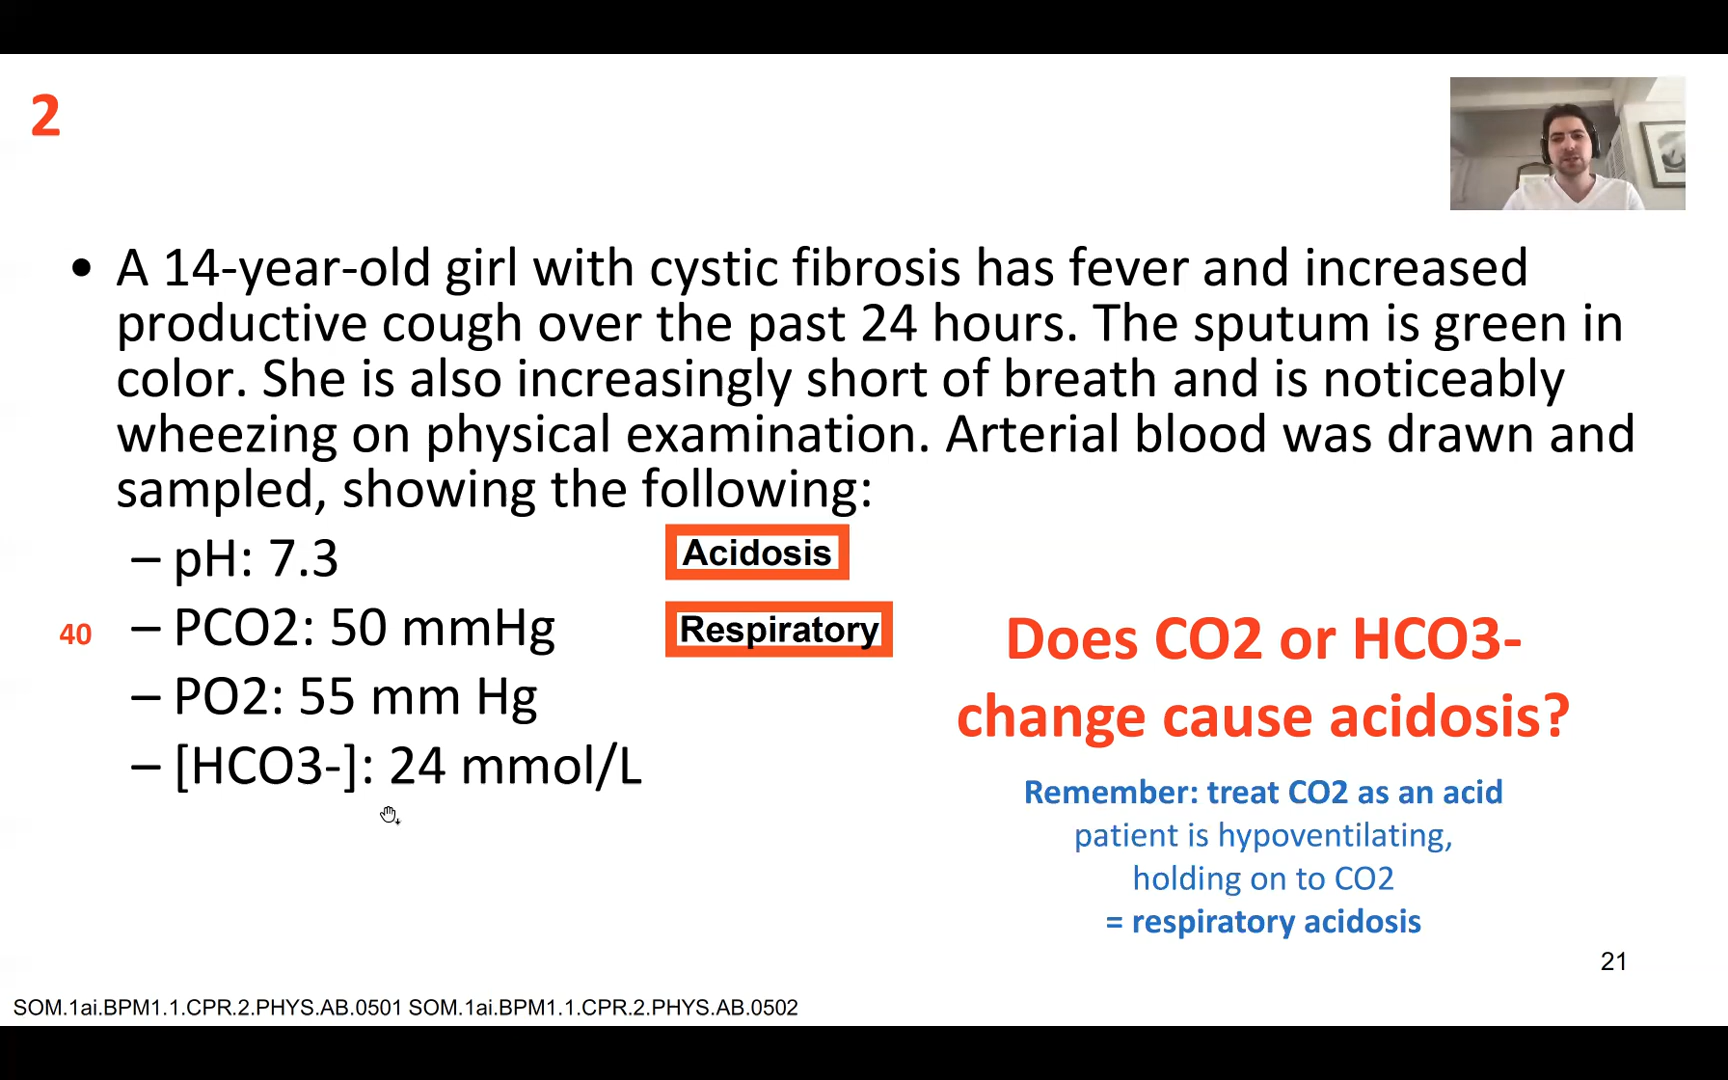 2
• A 14-year-old girl with cystic fibrosis has fever and increased
productive cough over the past 24 hours. The sputum is green in
color. She is also increasingly short of breath and is noticeably
wheezing on physical examination. Arterial blood was drawn and
sampled, showing the following:
– pH: 7.3
Acidosis
40
– PCO2: 50 mmHg
Respiratory
– PO2: 55 mm Hg
– [HCO3-]: 24 mmol/L
Does CO2 or HCO3-
change cause acidosis?
Remember: treat CO2 as an acid
patient is hypoventilating,
holding on to CO2
= respiratory acidosis
21
SOM.1ai.BPM1.1.CPR.2.PHYS.AB.0501 SOM.1ai.BPM1.1.CPR.2.PHYS.AB.0502